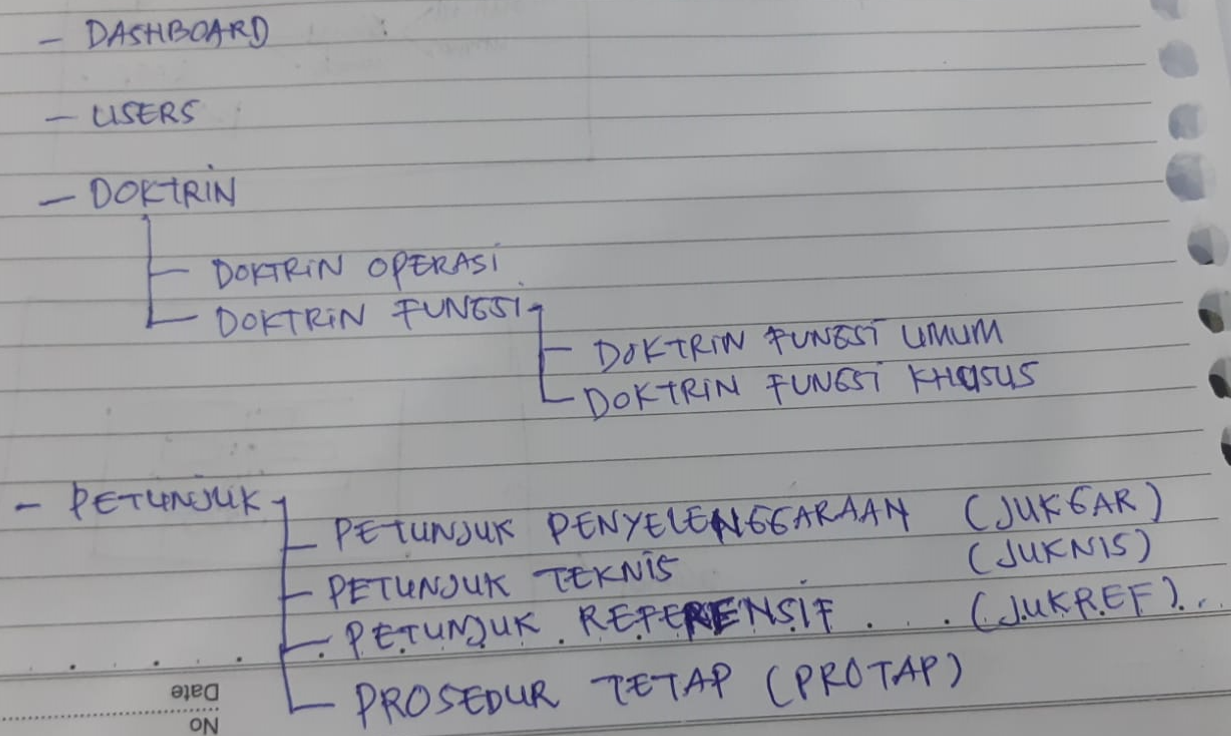 - DASHBOARD
- USERS
- DOKTRIN
DOKTRIN OPERASI
DOKTRIN FUNGSI
DOKTRIN FUNGSI UMUM
DOKTRIN FUNGSI KHUSUS
- PETUNJUK
PETUNJUK PENYELENGGARAAN (JUKGAR)
PETUNJUK TEKNIS (JUKNIS)
PETUNJUK REFERENSIF (JUKREF)
PROSEDUR TETAP (PROTAP)
Date
No